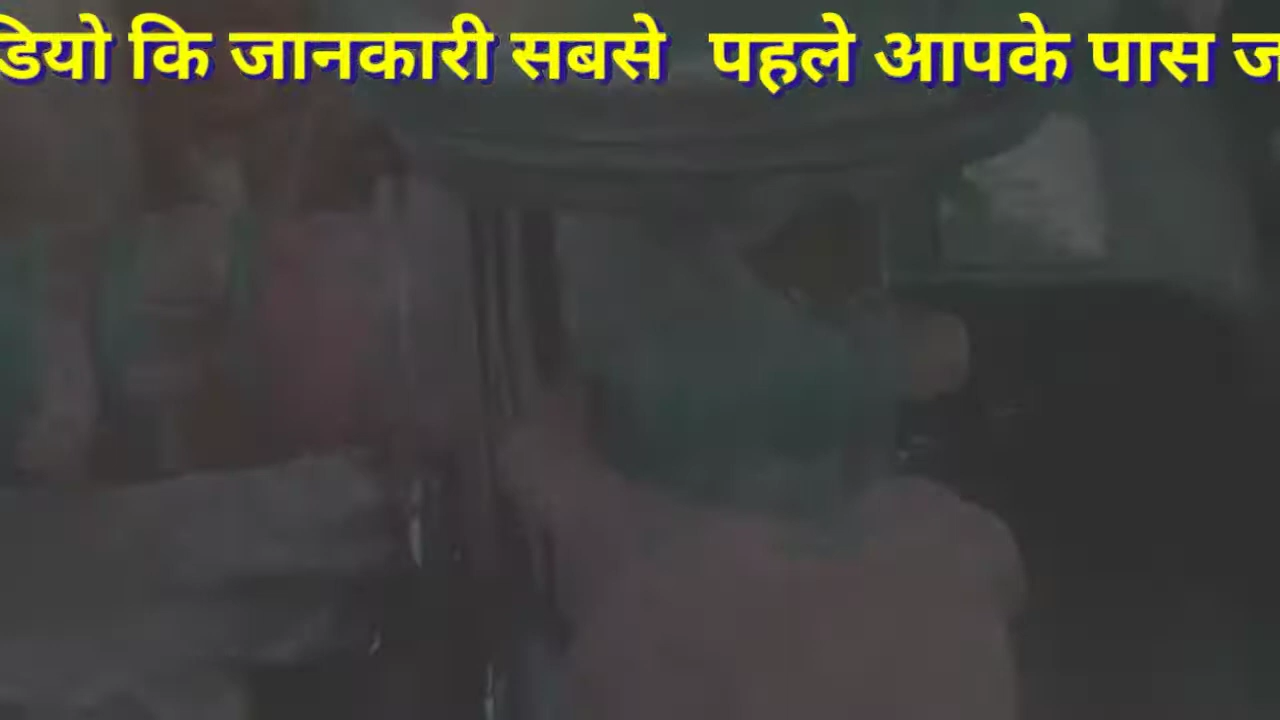 डियो कि जानकारी सबसे पहले आपके पास ज